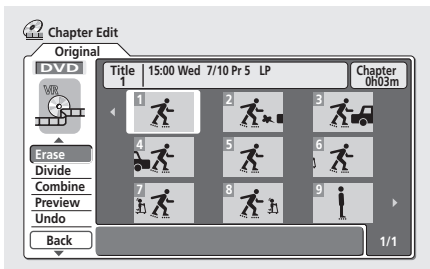 Chapter Edit
Original
DVD
VR
Title 1 15:00 Wed 7/10 Pr 5 LP
Chapter 0h03m
1
2
3
4
5
6
7
8
9
Erase
Divide
Combine
Preview
Undo
Back
1/1